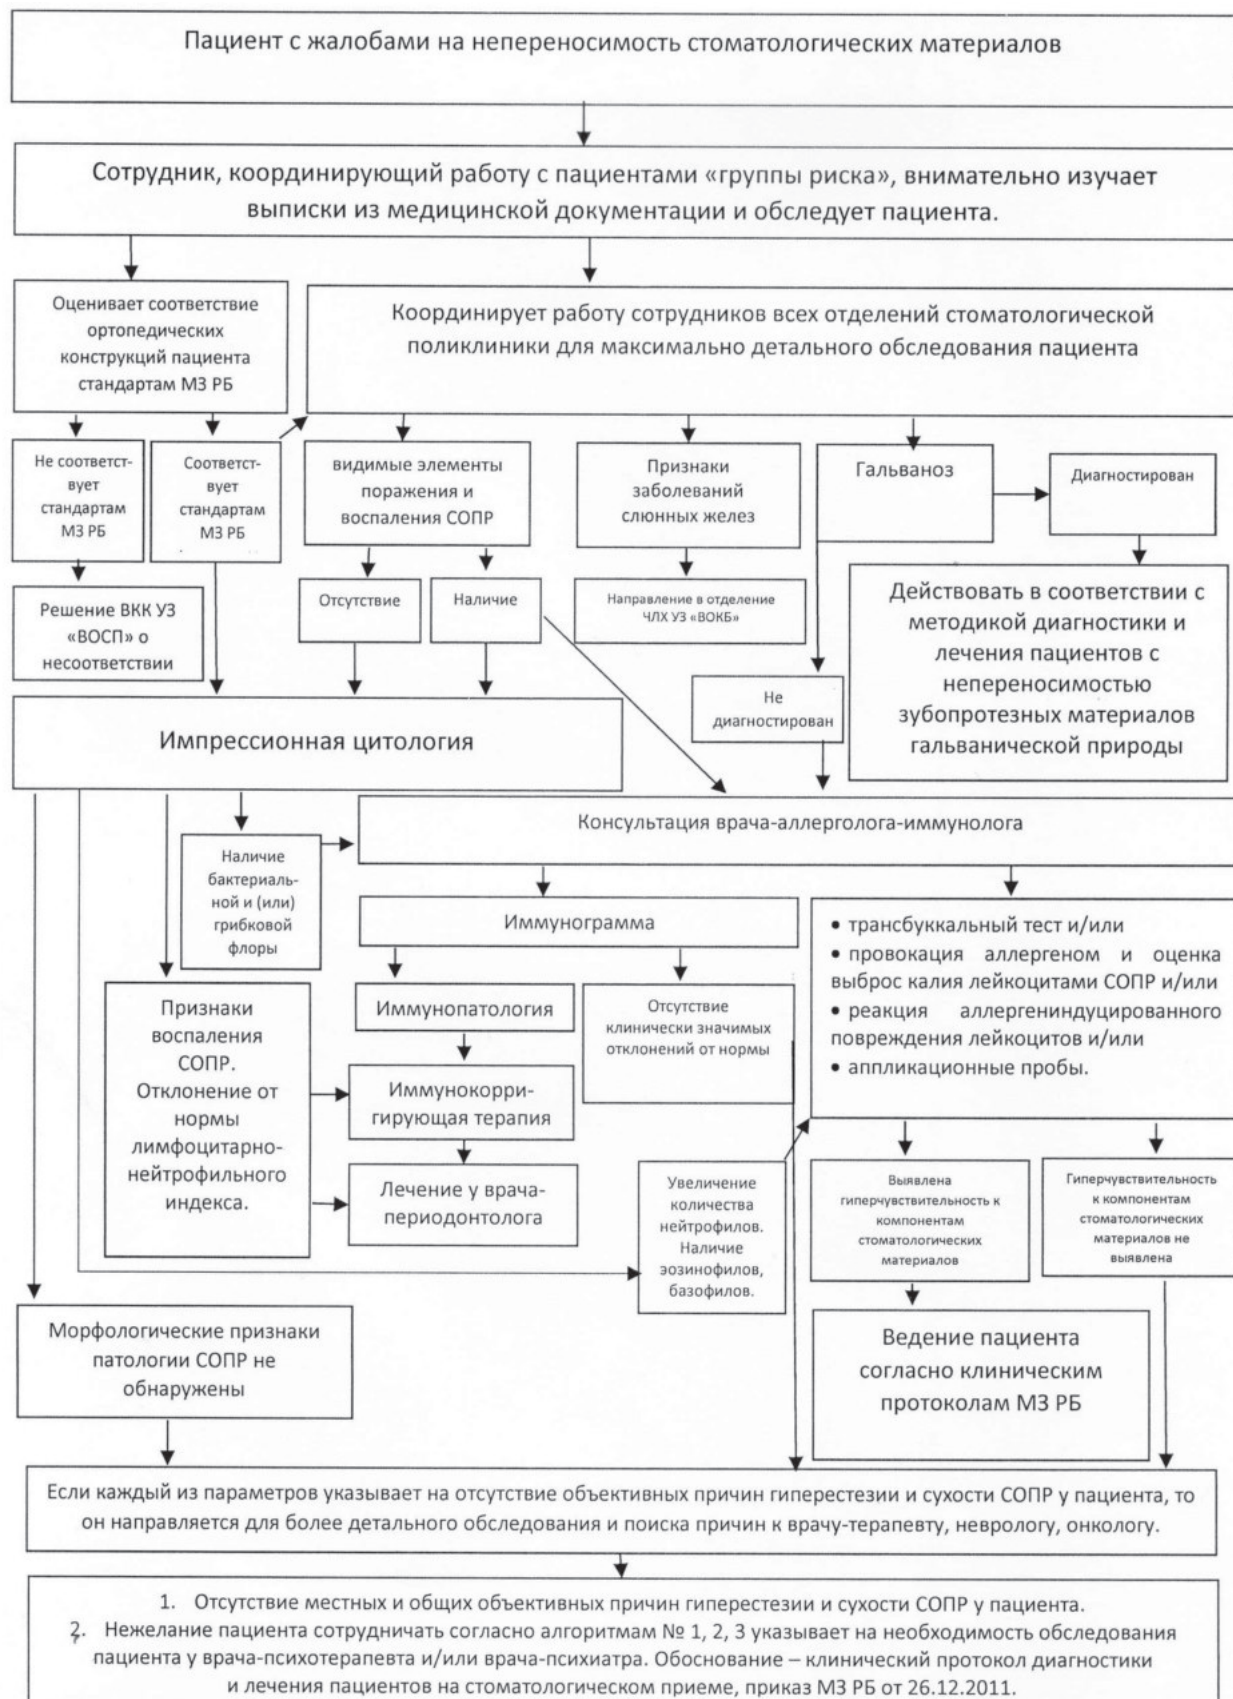 Пациент с жалобами на непереносимость стоматологических материалов
Сотрудник, координирующий работу с пациентами «группы риска», внимательно изучает
выписки из медицинской документации и обследует пациента.
Оценивает соответствие
ортопедических
конструкций пациента
стандартам МЗ РБ
Координирует работу сотрудников всех отделений стоматологической
поликлиники для максимально детального обследования пациента
Не соответст-
вует
стандартам
МЗ РБ
Соответст-
вует
стандартам
МЗ РБ
видимые элементы
поражения и
воспаления СОПР
Признаки
заболеваний
слюнных желез
Гальваноз
Диагностирован
Решение ВКК УЗ
«ВОСП» о
несоответствии
Отсутствие
Наличие
Направление в отделение
ЧЛХ УЗ «ВОКБ»
Действовать в соответствии с
методикой диагностики и
лечения пациентов с
непереносимостью
зубопротезных материалов
гальванической природы
Не
диагностирован
Импрессионная цитология
Консультация врача-аллерголога-иммунолога
Наличие
бактериаль-
ной и (или)
грибковой
флоры
Иммунограмма
• трансбуккальный тест и/или
• провокация аллергеном и оценка
выброс калия лейкоцитами СОПР и/или
• реакция аллергениндуцированного
повреждения лейкоцитов и/или
• аппликационные пробы.
Признаки
воспаления
СОПР.
Отклонение от
нормы
лимфоцитарно-
нейтрофильного
индекса.
Иммунопатология
Отсутствие
клинически значимых
отклонений от нормы
Иммунокорри-
гирующая терапия
Лечение у врача-
периодонтолога
Увеличение
количества
нейтрофилов.
Наличие
эозинофилов,
базофилов.
Выявлена
гиперчувствительность к
компонентам
стоматологических
материалов
Гиперчувствительность
к компонентам
стоматологических
материалов не
выявлена
Морфологические признаки
патологии СОПР не
обнаружены
Ведение пациента
согласно клиническим
протоколам МЗ РБ
Если каждый из параметров указывает на отсутствие объективных причин гиперестезии и сухости СОПР у пациента, то
он направляется для более детального обследования и поиска причин к врачу-терапевту, неврологу, онкологу.
1. Отсутствие местных и общих объективных причин гиперестезии и сухости СОПР у пациента.
2. Нежелание пациента сотрудничать согласно алгоритмам № 1, 2, 3 указывает на необходимость обследования
пациента у врача-психотерапевта и/или врача-психиатра. Обоснование – клинический протокол диагностики
и лечения пациентов на стоматологическом приеме, приказ МЗ РБ от 26.12.2011.